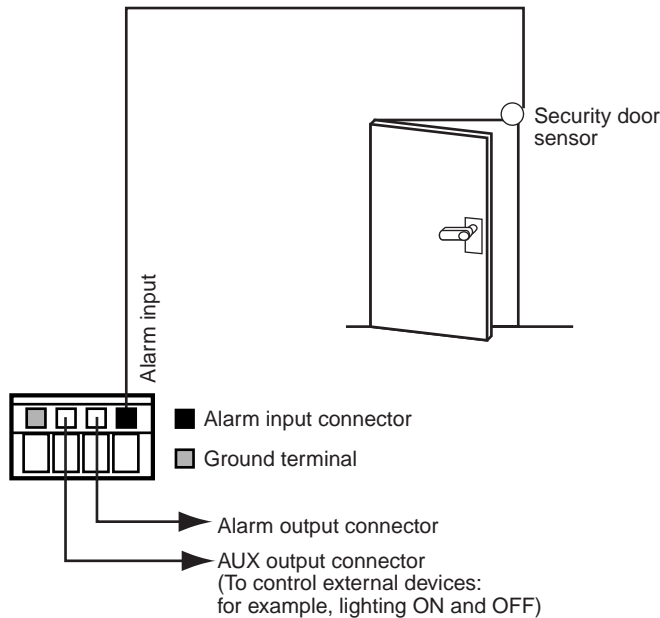 Security door
sensor
Alarm input
Alarm input connector
Ground terminal
Alarm output connector
AUX output connector
(To control external devices:
for example, lighting ON and OFF)